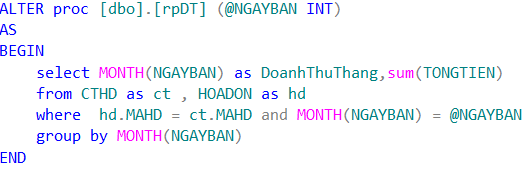 ALTER proc [dbo].[rpDT] (@NGAYBAN INT)
AS
BEGIN
select MONTH(NGAYBAN) as DoanhThuThang,sum(TONGTIEN)
from CTHD as ct , HOADON as hd
where  hd.MAHD = ct.MAHD and MONTH(NGAYBAN) = @NGAYBAN
group by MONTH(NGAYBAN)
END